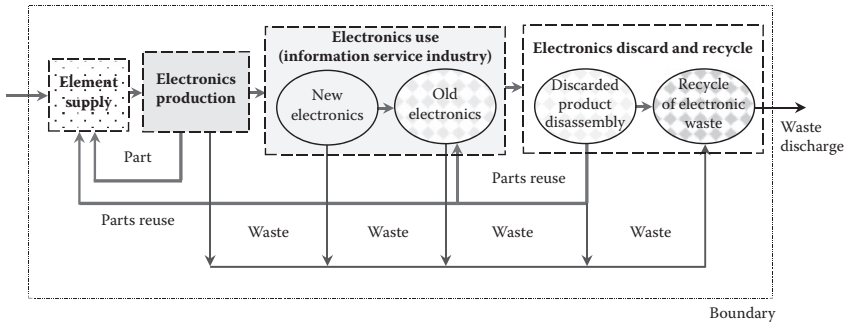 Electronics use
(information service industry)
Electronics discard and recycle
Element
supply
Electronics
production
New
electronics
Old
electronics
Discarded
product
disassembly
Recycle
of electronic
waste
Waste
discharge
Part
Parts reuse
Parts reuse
Waste
Waste
Waste
Waste
Boundary